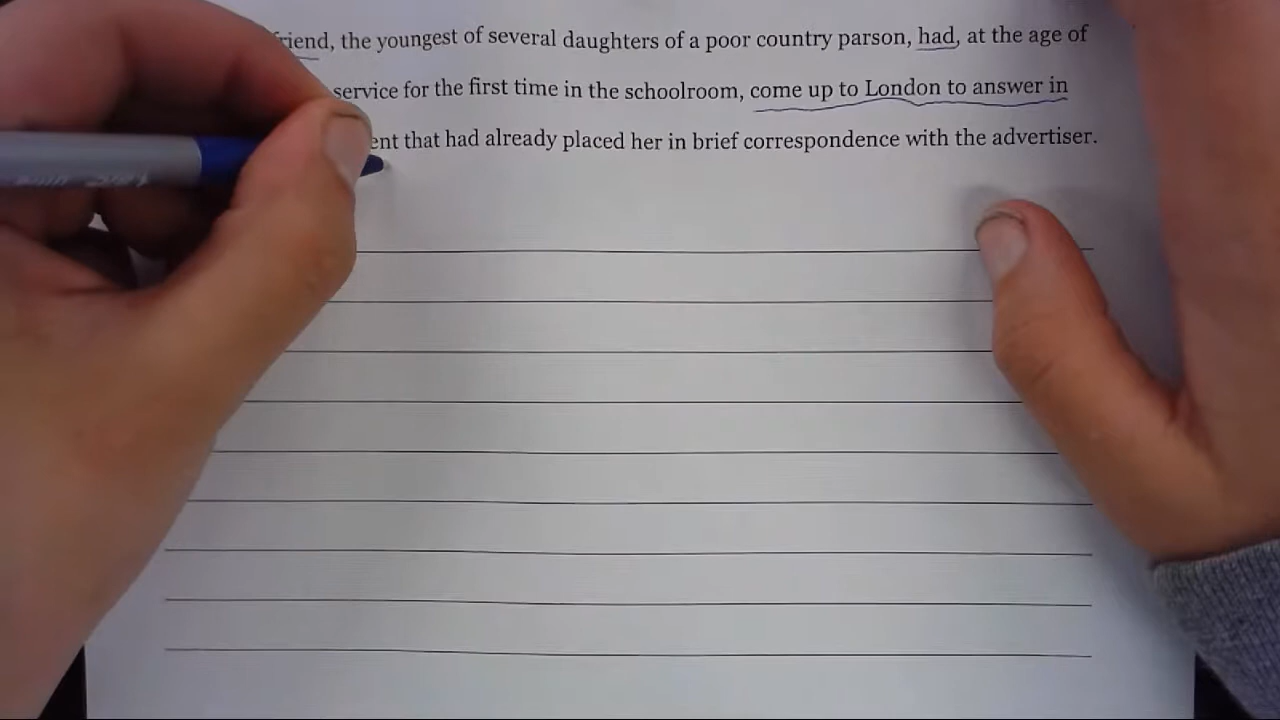 friend, the youngest of several daughters of a poor country parson, had, at the age of
service for the first time in the schoolroom, come up to London to answer in
that had already placed her in brief correspondence with the advertiser.